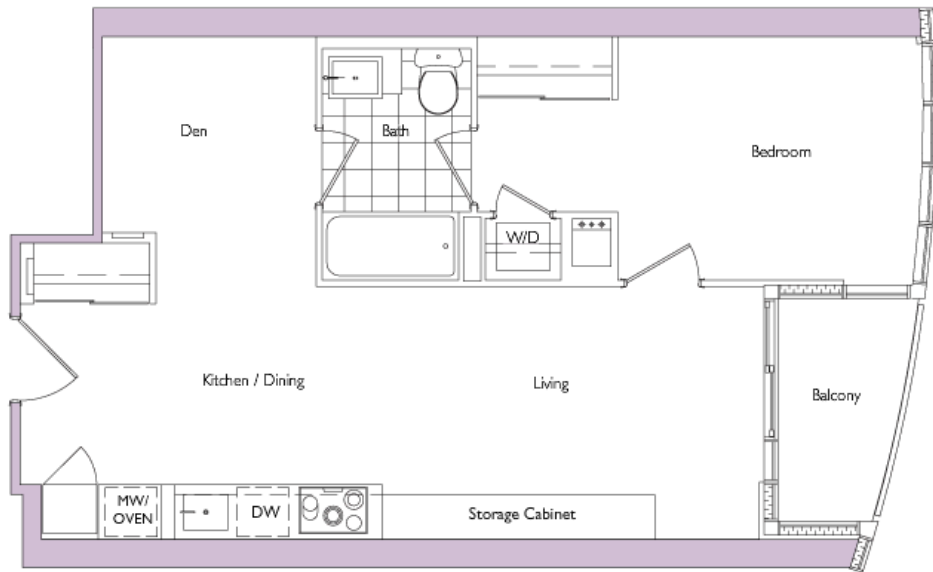 Den
Bath
Bedroom
W/D
Kitchen / Dining
Living
Balcony
MW/
OVEN
DW
Storage Cabinet